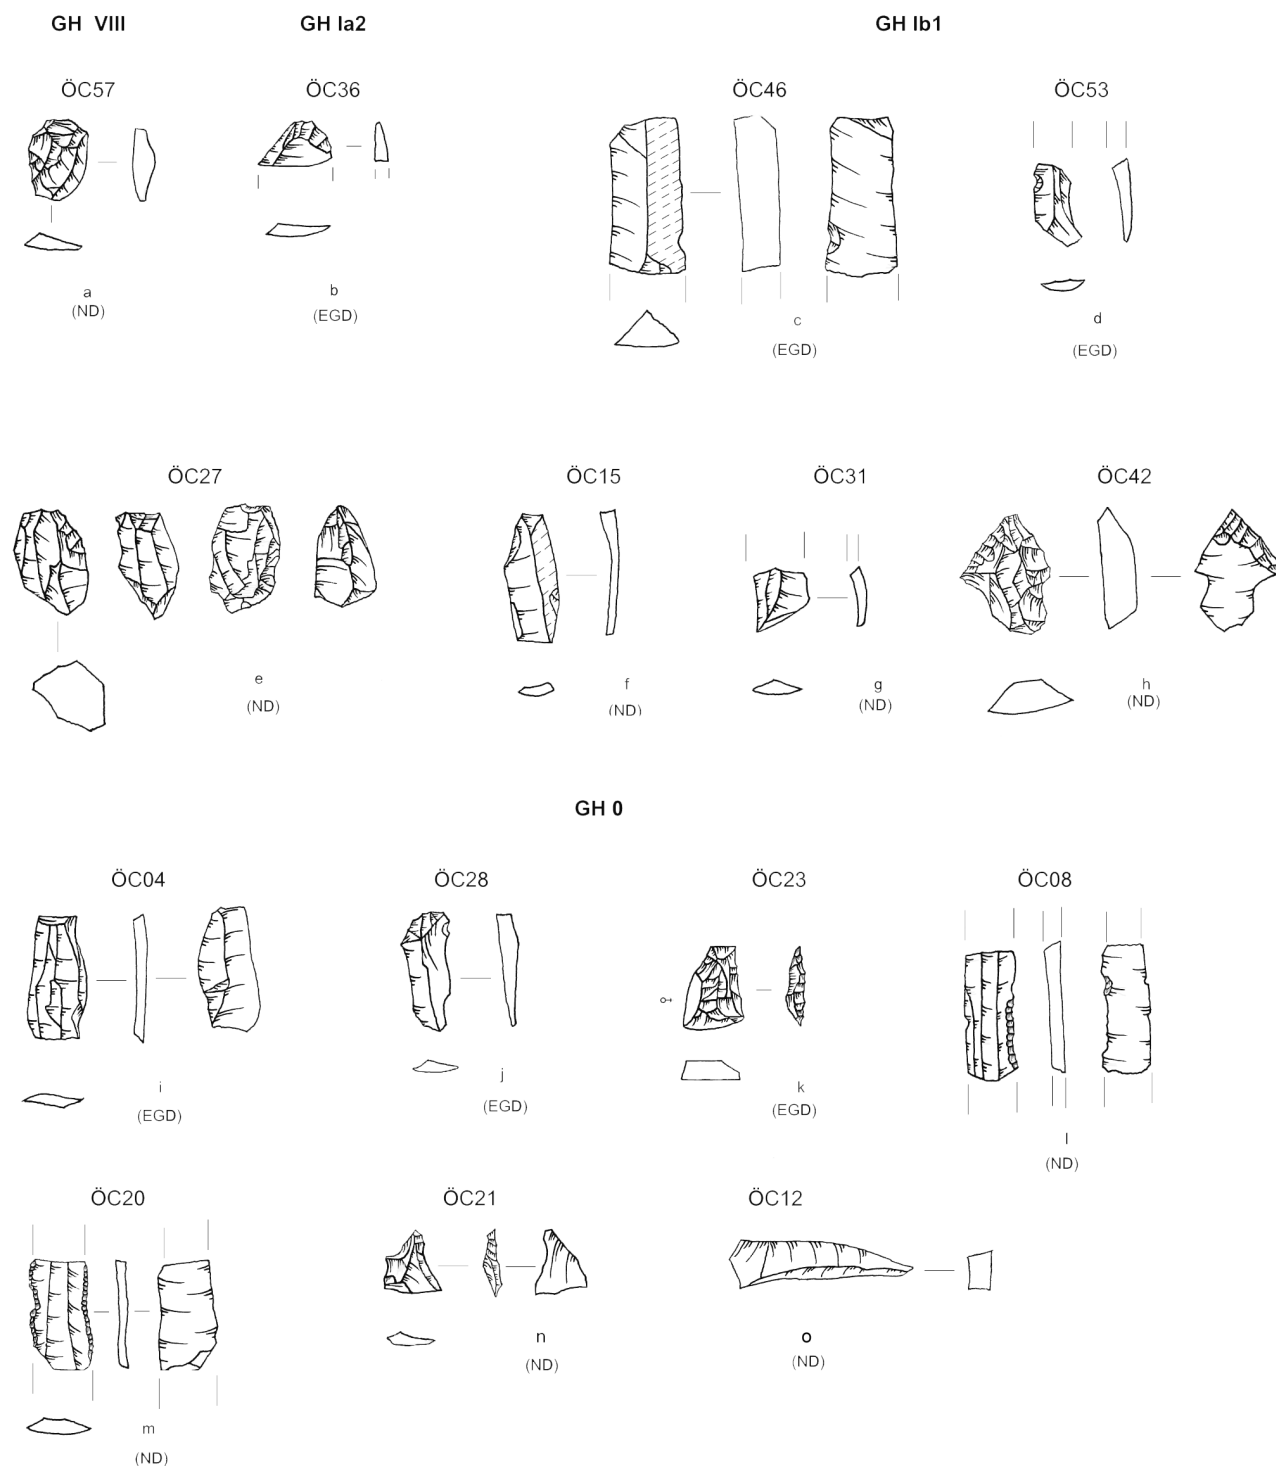 GH VIII
GH Ia2
GH Ib1
ÖC57
ÖC36
ÖC46
ÖC53
a
(ND)
b
(EGD)
c
(EGD)
d
(EGD)
ÖC27
ÖC15
ÖC31
ÖC42
e
(ND)
f
(ND)
g
(ND)
h
(ND)
GH 0
ÖC04
ÖC28
ÖC23
ÖC08
i
(EGD)
j
(EGD)
k
(EGD)
l
(ND)
ÖC20
ÖC21
ÖC12
m
(ND)
n
(ND)
o
(ND)